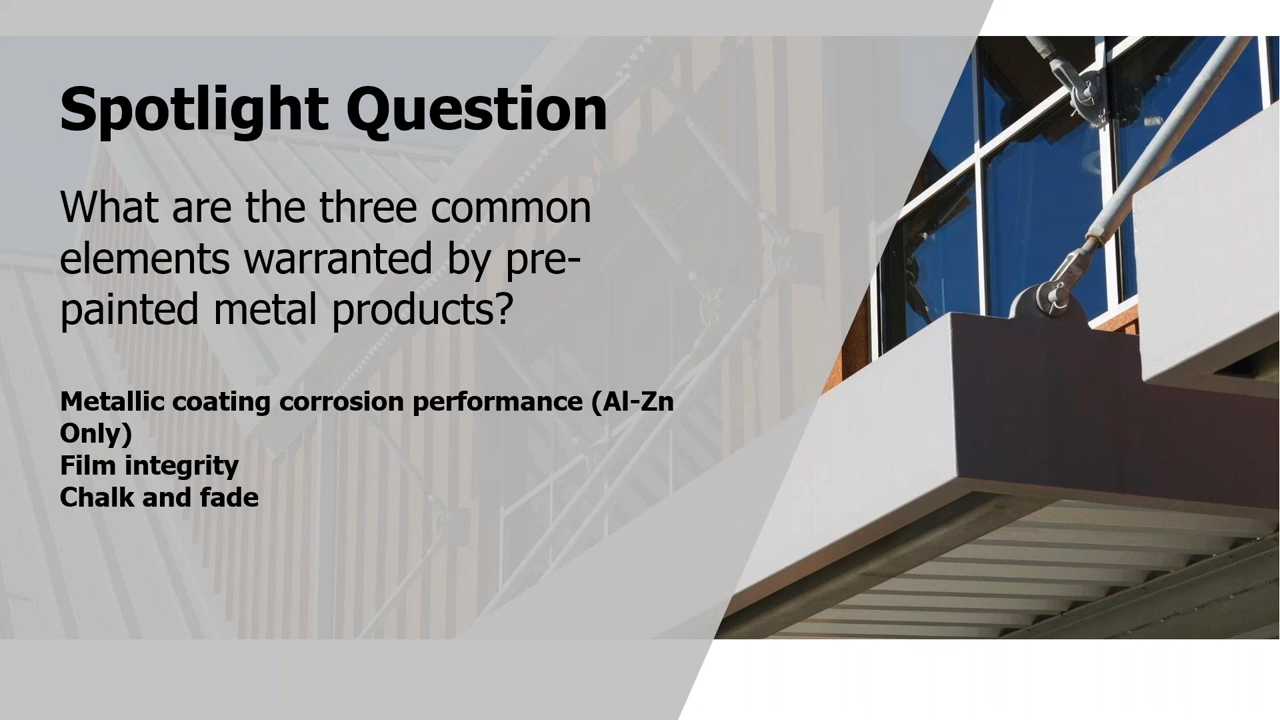 Spotlight Question
What are the three common
elements warranted by pre-
painted metal products?
Metallic coating corrosion performance (Al-Zn
Only)
Film integrity
Chalk and fade